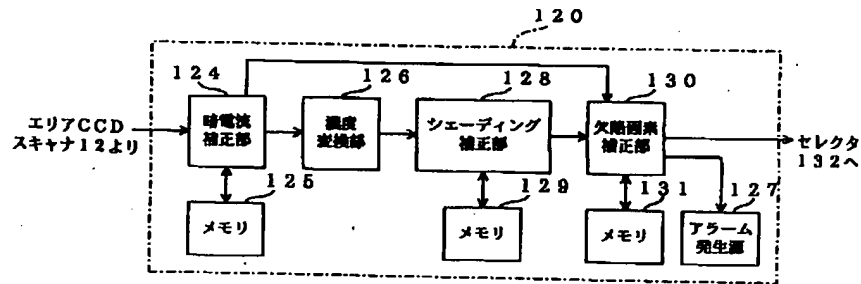 120
124
126
128
130
エリアCCD
スキャナ12より
暗電流
補正部
濃度
変換部
シェーディング
補正部
欠陥画素
補正部
セレクタ
132へ
125
129
131
127
メモリ
メモリ
メモリ
アラーム
発生源